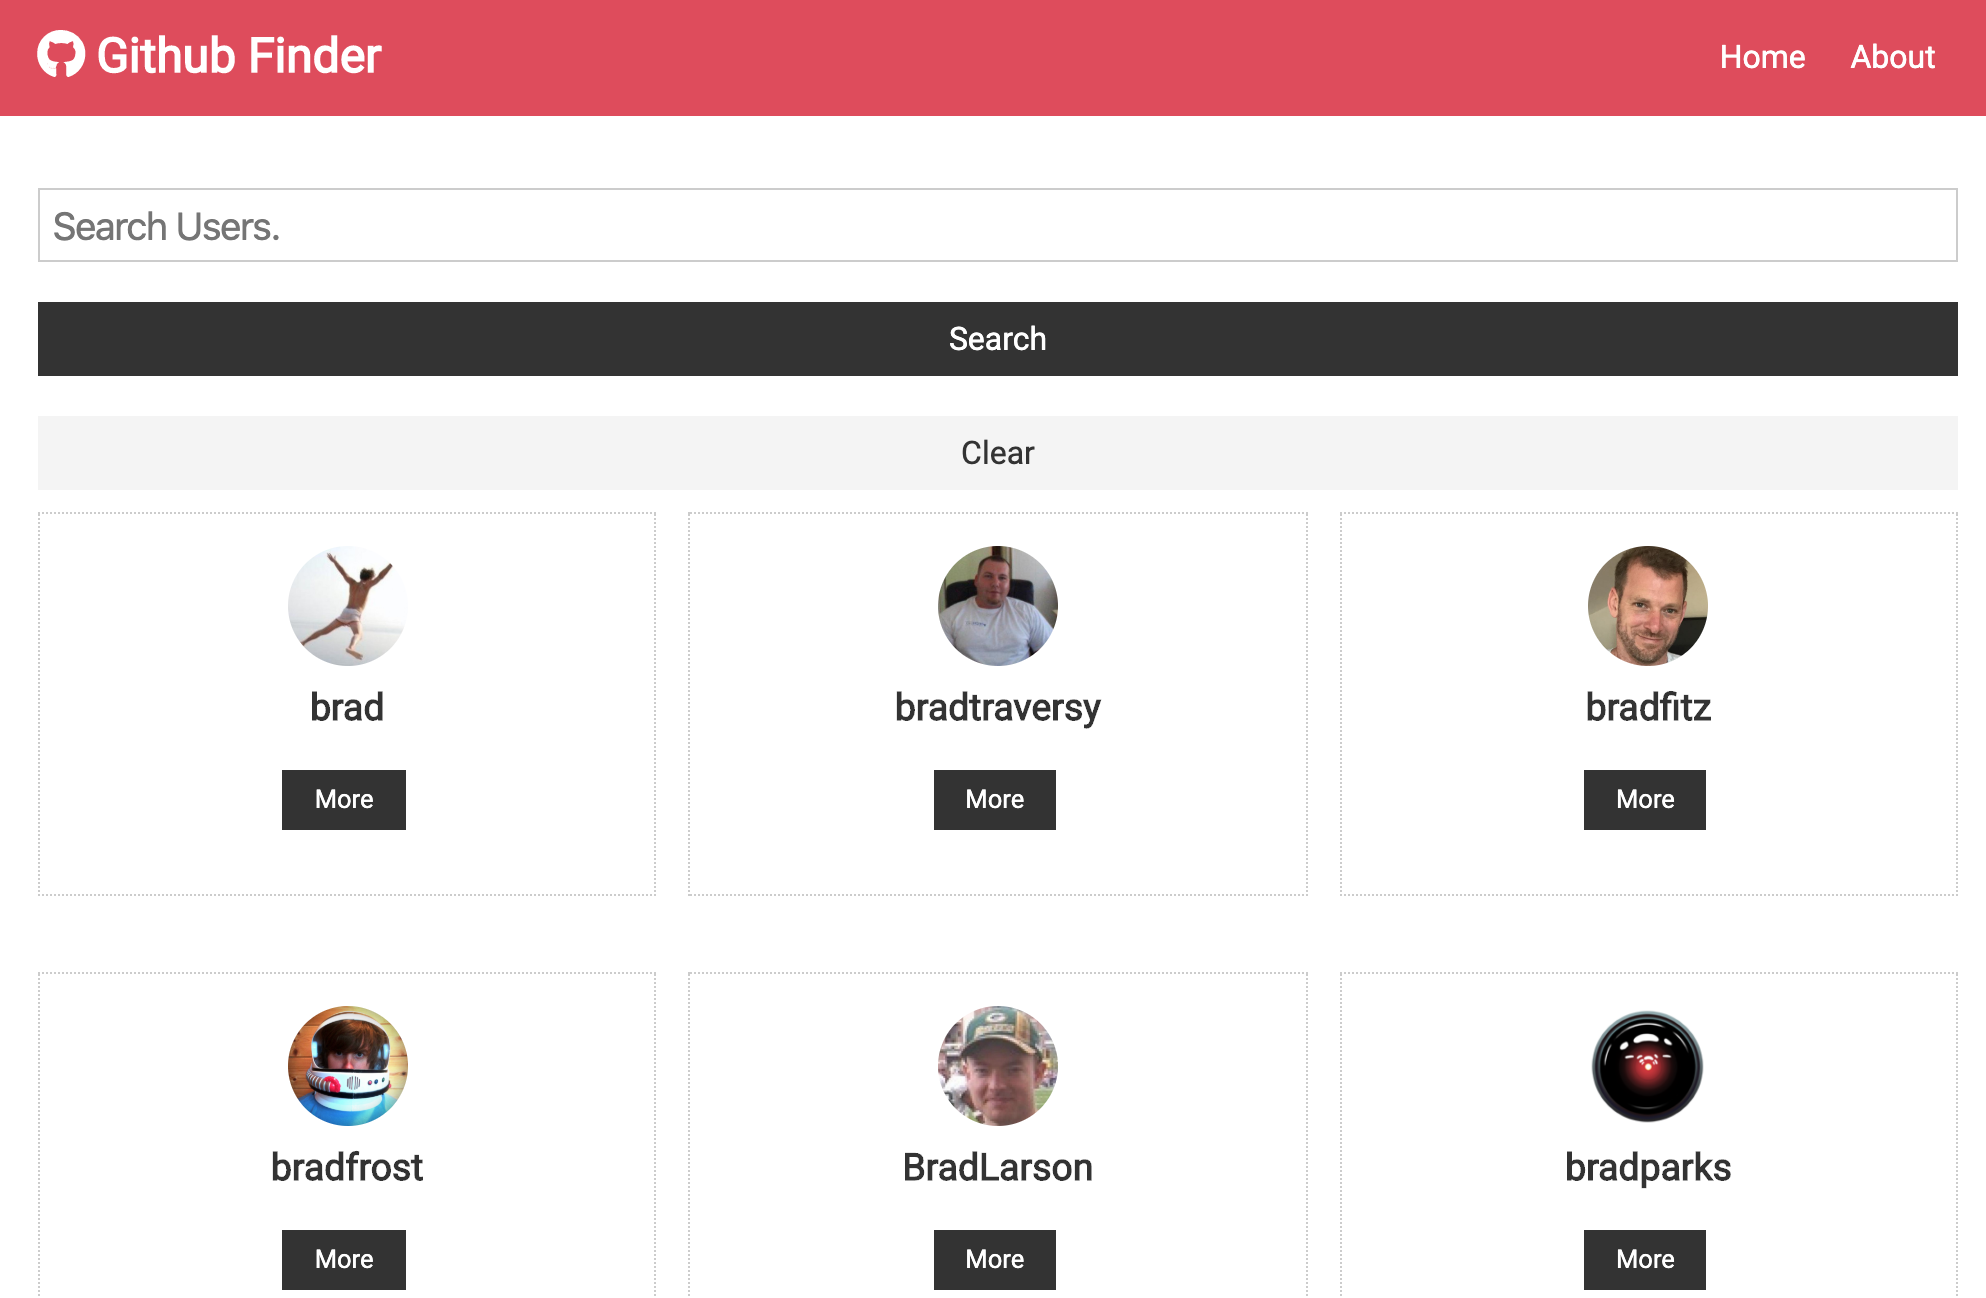 Github Finder
Home About
Search Users.
Search
Clear
brad bradtraversy bradfitz
More More More
bradfrost BradLarson bradparks
More More More